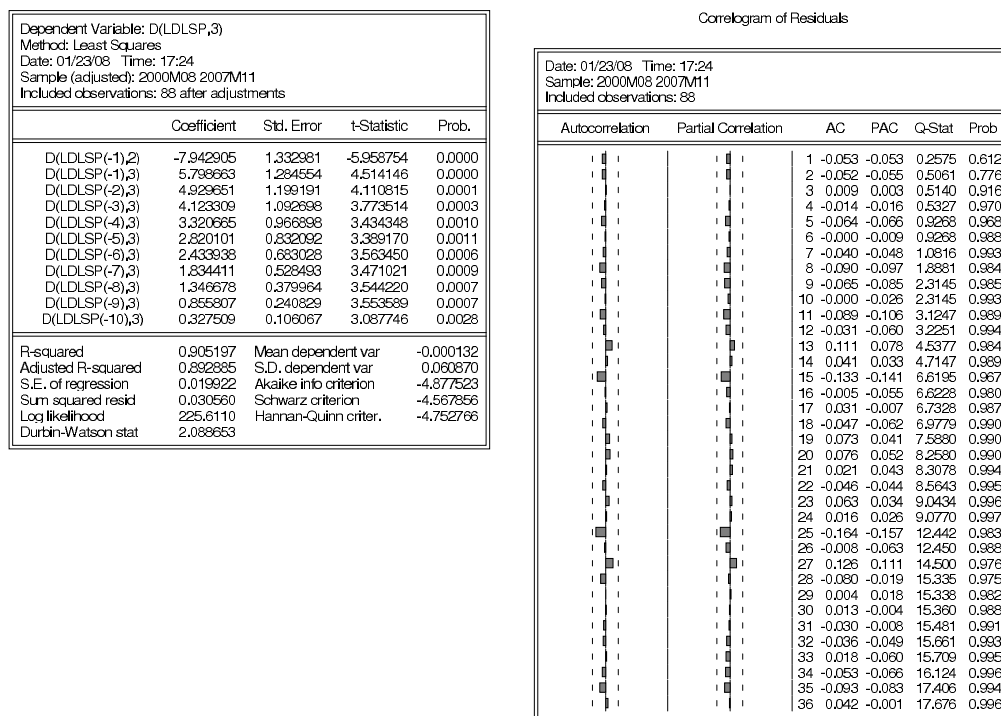 Dependent Variable: D(LDLSP,3)
Method: Least Squares
Date: 01/23/08 Time: 17:24
Sample (adjusted): 2000M08 2007M11
Included observations: 88 after adjustments
Coefficient Std. Error t-Statistic Prob.
D(LDLSP(-1),2) -7.942905 1.332981 -5.958754 0.0000
D(LDLSP(-1),3) 5.798663 1.284554 4.514146 0.0000
D(LDLSP(-2),3) 4.929651 1.199191 4.110815 0.0001
D(LDLSP(-3),3) 4.123309 1.092698 3.773514 0.0003
D(LDLSP(-4),3) 3.320665 0.966898 3.434348 0.0010
D(LDLSP(-5),3) 2.820101 0.832092 3.389170 0.0011
D(LDLSP(-6),3) 2.433938 0.683028 3.563450 0.0006
D(LDLSP(-7),3) 1.834411 0.528493 3.471021 0.0009
D(LDLSP(-8),3) 1.346678 0.379964 3.544220 0.0007
D(LDLSP(-9),3) 0.855807 0.240829 3.553589 0.0007
D(LDLSP(-10),3) 0.327509 0.106067 3.087746 0.0028
R-squared 0.905197 Mean dependent var -0.000132
Adjusted R-squared 0.892885 S.D. dependent var 0.060870
S.E. of regression 0.019922 Akaike info criterion -4.877523
Sum squared resid 0.030560 Schwarz criterion -4.567856
Log likelihood 225.6110 Hannan-Quinn criter. -4.752766
Durbin-Watson stat 2.088653
Correlogram of Residuals
Date: 01/23/08 Time: 17:24
Sample: 2000M08 2007M11
Included observations: 88
Autocorrelation Partial Correlation AC PAC Q-Stat Prob
1 -0.053 -0.053 0.2575 0.612
2 -0.052 -0.055 0.5061 0.776
3 0.009 0.003 0.5140 0.916
4 -0.014 -0.016 0.5327 0.970
5 -0.064 -0.066 0.9268 0.968
6 -0.000 -0.009 0.9268 0.988
7 -0.040 -0.048 1.0816 0.993
8 -0.090 -0.097 1.8881 0.984
9 -0.065 -0.085 2.3145 0.985
10 -0.000 -0.026 2.3145 0.993
11 -0.089 -0.106 3.1247 0.989
12 -0.031 -0.060 3.2251 0.994
13 0.111 0.078 4.5377 0.984
14 0.041 0.033 4.7147 0.989
15 -0.133 -0.141 6.6195 0.967
16 -0.005 -0.055 6.6228 0.980
17 0.031 -0.007 6.7328 0.987
18 -0.047 -0.062 6.9779 0.990
19 0.073 0.041 7.5880 0.990
20 0.076 0.052 8.2580 0.990
21 0.021 0.043 8.3078 0.994
22 -0.046 -0.044 8.5643 0.995
23 0.063 0.034 9.0434 0.996
24 0.016 0.026 9.0770 0.997
25 -0.164 -0.157 12.442 0.983
26 -0.008 -0.063 12.450 0.988
27 0.126 0.111 14.500 0.976
28 -0.080 -0.019 15.335 0.975
29 0.004 0.018 15.338 0.982
30 0.013 -0.004 15.360 0.988
31 -0.030 -0.008 15.481 0.991
32 -0.036 -0.049 15.661 0.993
33 0.018 -0.060 15.709 0.995
34 -0.053 -0.066 16.124 0.996
35 -0.093 -0.083 17.406 0.994
36 0.042 -0.001 17.676 0.996